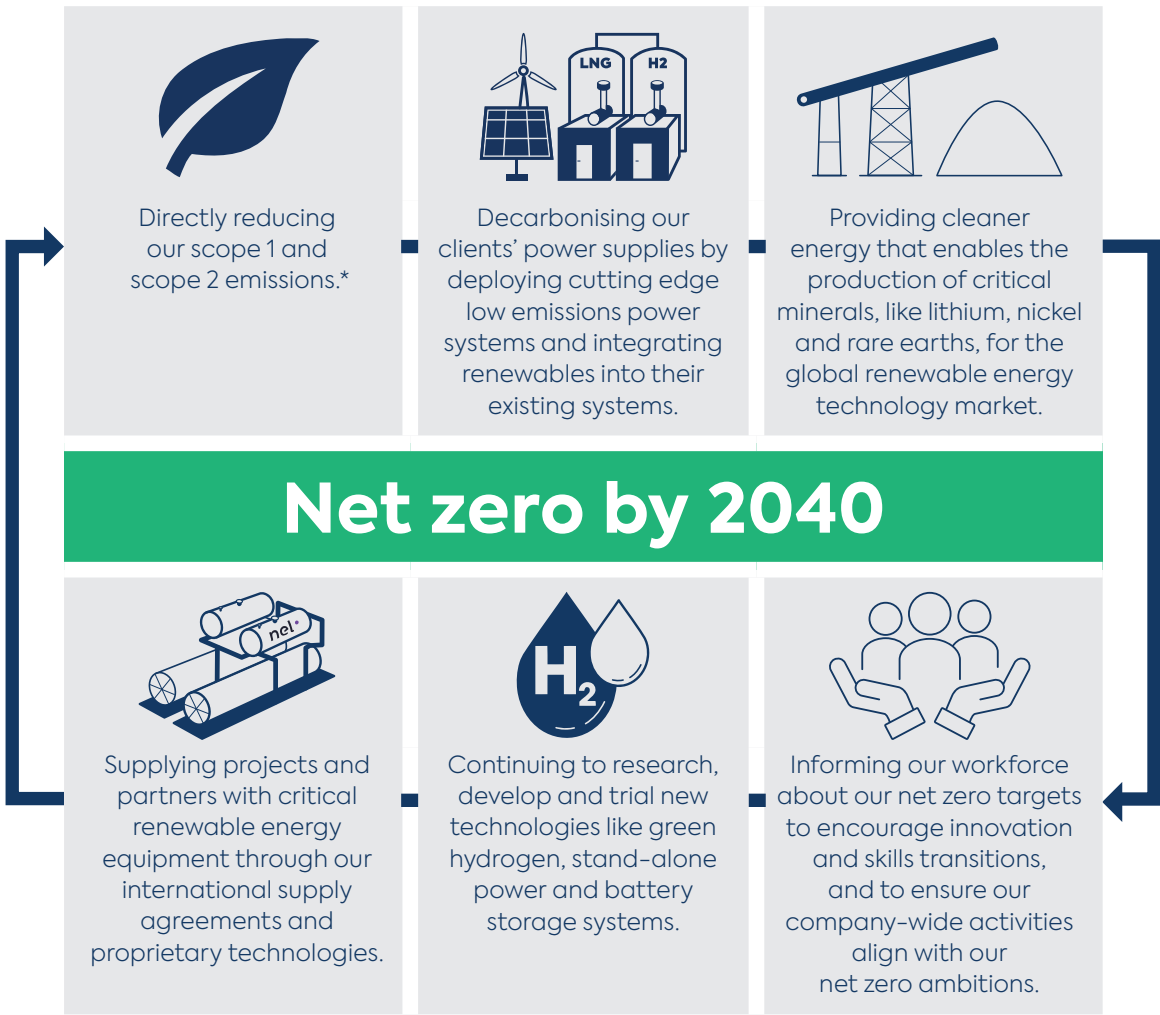 LNG H2
Directly reducing
our scope 1 and
scope 2 emissions.*
Decarbonising our
clients' power supplies by
deploying cutting edge
low emissions power
systems and integrating
renewables into their
existing systems.
Providing cleaner
energy that enables the
production of critical
minerals, like lithium, nickel
and rare earths, for the
global renewable energy
technology market.
Net zero by 2040
nel
Supplying projects and
partners with critical
renewable energy
equipment through our
international supply
agreements and
proprietary technologies.
H2
Continuing to research,
develop and trial new
technologies like green
hydrogen, stand-alone
power and battery
storage systems.
Informing our workforce
about our net zero targets
to encourage innovation
and skills transitions,
and to ensure our
company-wide activities
align with our
net zero ambitions.